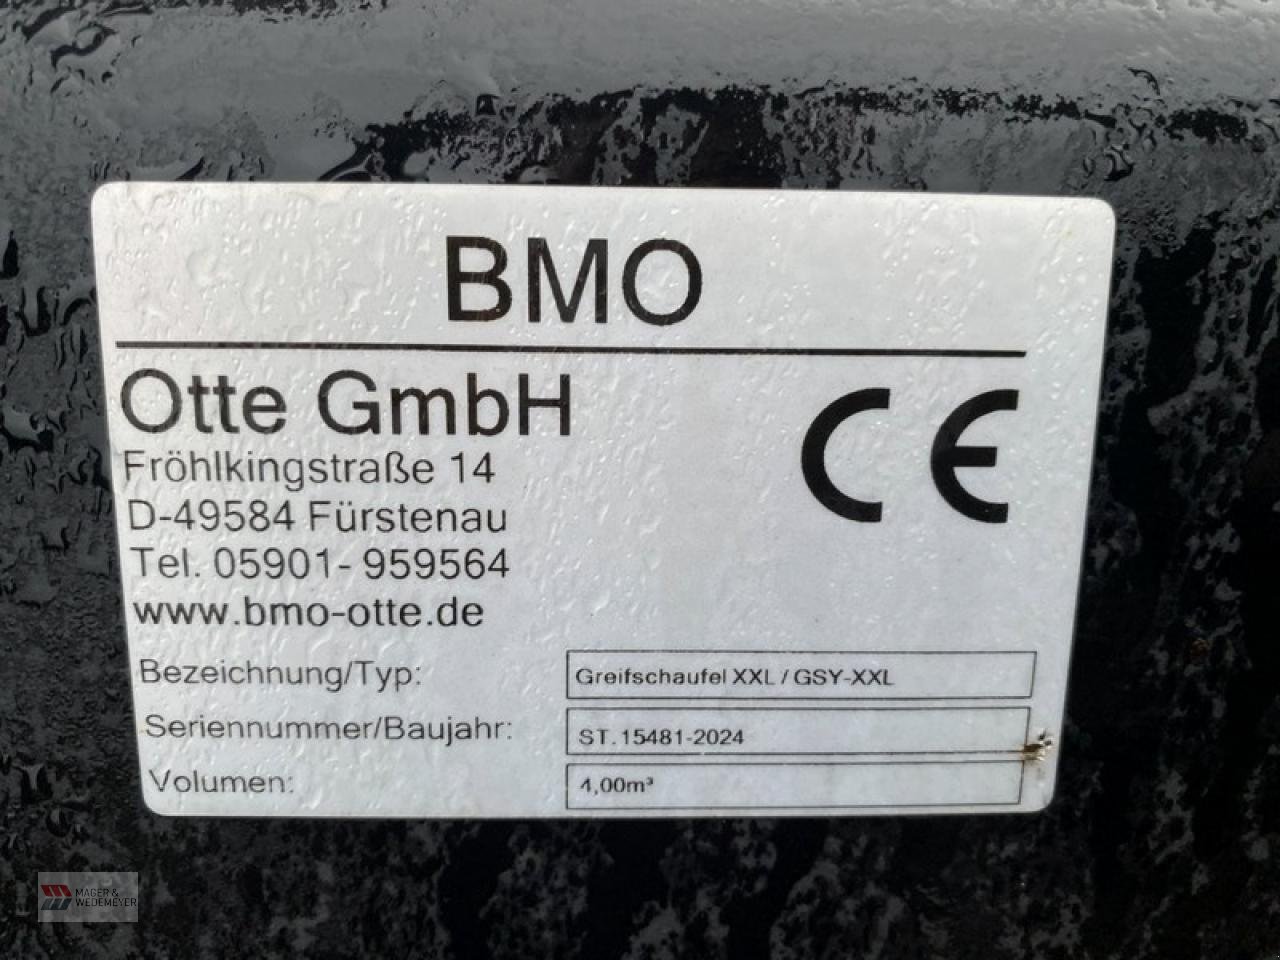 BMO
Otte GmbH
CE
Fröhlkingstraße 14
D-49584 Fürstenau
Tel. 05901- 959564
www.bmo-otte.de
Bezeichnung/Typ: Greifschaufel XXL / GSY-XXL
Seriennummer/Baujahr: ST.15481-2024
Volumen: 4,00m³
MAGER &
WEDEMEYER